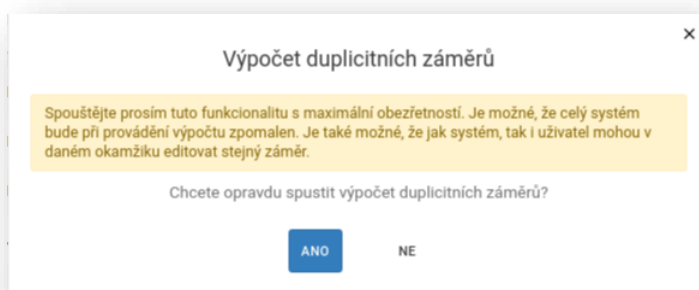 Výpočet duplicitních záměrů
Spouštějte prosím tuto funkcionalitu s maximální obezřetností. Je možné, že celý systém
bude při provádění výpočtu zpomalen. Je také možné, že jak systém, tak i uživatel mohou v
daném okamžiku editovat stejný záměr.
Chcete opravdu spustit výpočet duplicitních záměrů?
ANO NE